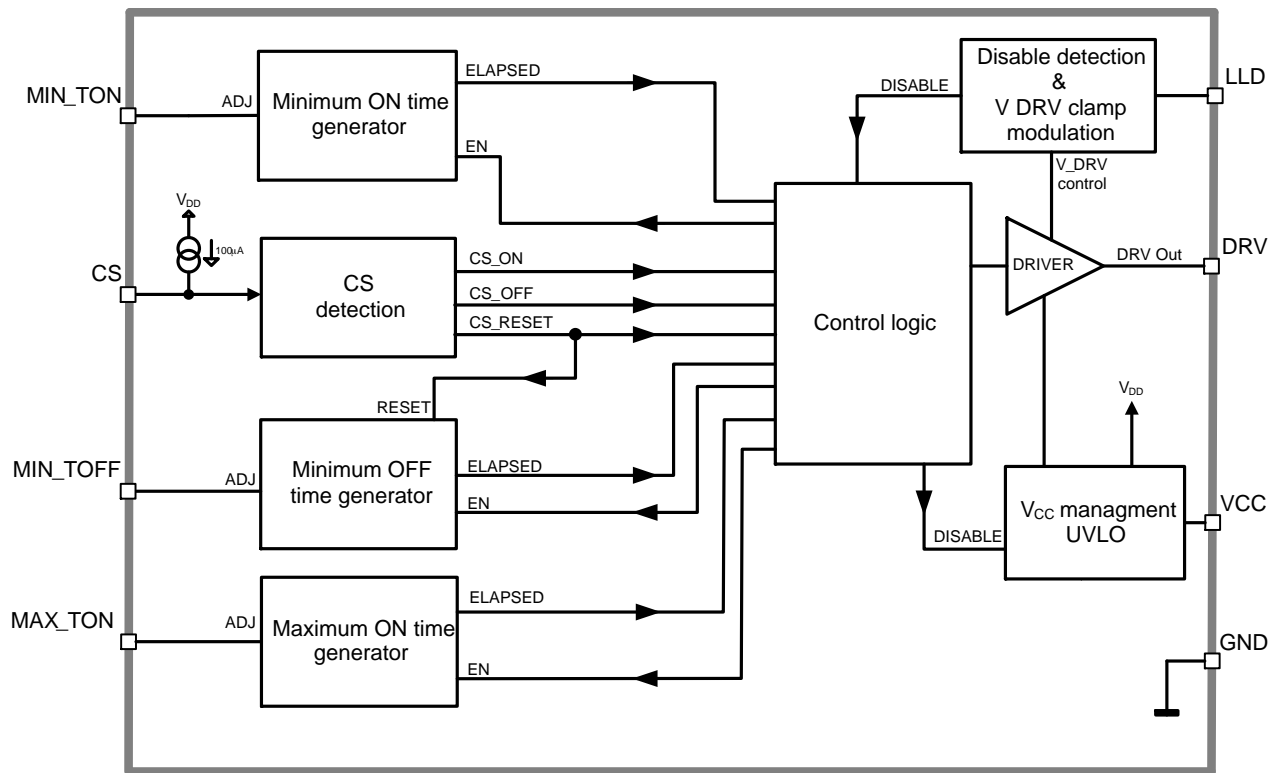 MIN_TON
ADJ
Minimum ON time
generator
ELAPSED
EN
DISABLE
Disable detection
&
V DRV clamp
modulation
LLD
V_DRV
control
VDD
100µA
CS
CS
detection
CS_ON
CS_OFF
CS_RESET
Control logic
DRIVER
DRV Out
DRV
RESET
MIN_TOFF
ADJ
Minimum OFF
time generator
ELAPSED
EN
VDD
DISABLE
VCC managment
UVLO
VCC
MAX_TON
ADJ
Maximum ON time
generator
ELAPSED
EN
GND